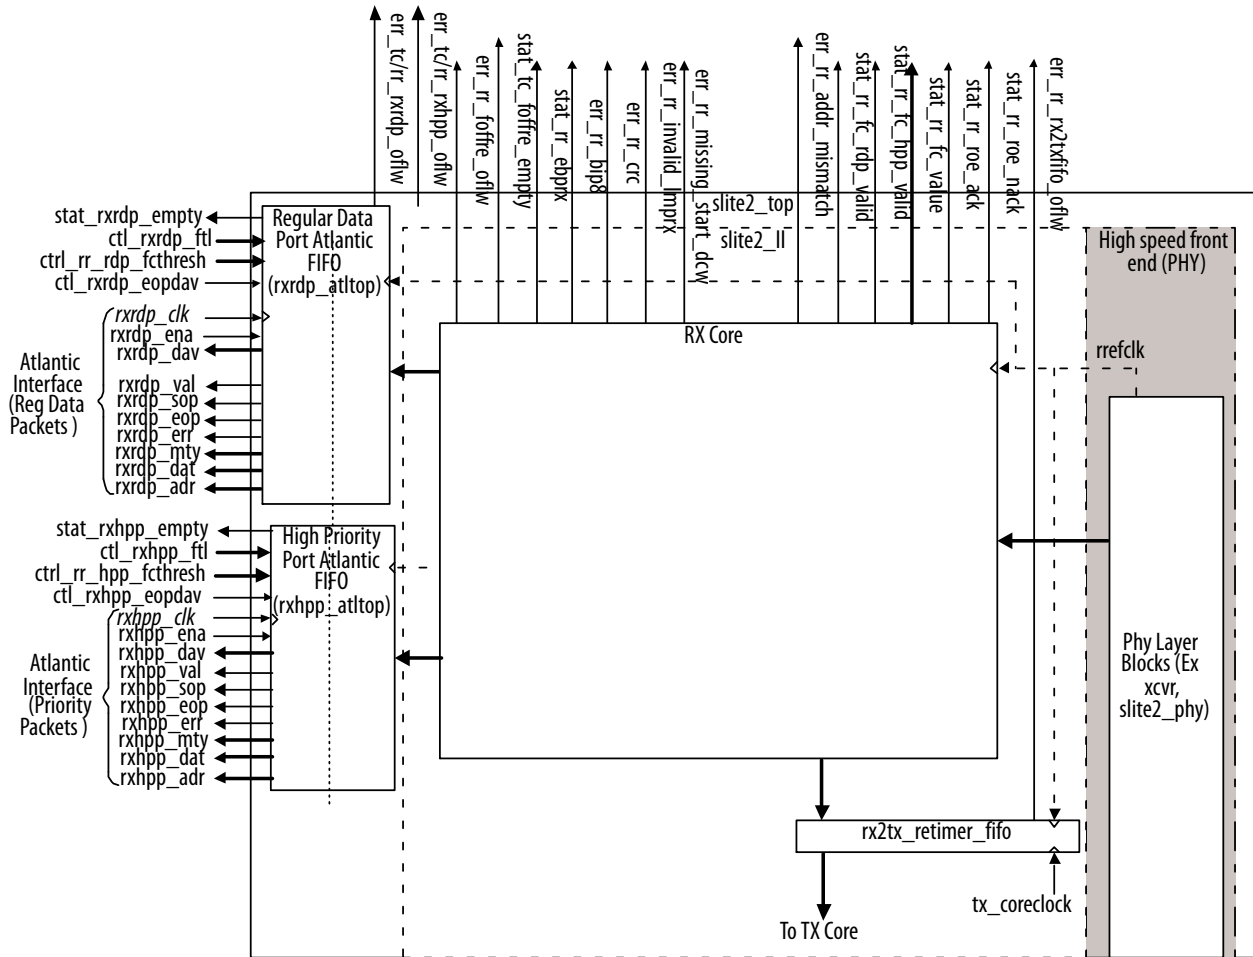 err_tc/rr_rxrdp_oflw
err_tc/rr_rxhpp_oflw
err_rr_foffre_oflw
stat_tc_foffre_empty
stat_rr_ebprx
err_rr_bip8
err_rr_crc
err_rr_invalid_lmprx
err_rr_missing_start_dcw
err_rr_addr_mismatch
stat_rr_fc_rdp_valid
stat_rr_fc_hpp_valid
stat_rr_fc_value
stat_rr_roe_ack
stat_rr_roe_nack
err_rr_rx2txfifo_oflw
slite2_top
slite2_ll
stat_rxrdp_empty
ctl_rxrdp_ftl
ctrl_rr_rdp_fcthresh
ctl_rxrdp_eopdav
rxrdp_clk
rxrdp_ena
rxrdp_dav
rxrdp_val
rxrdp_sop
rxrdp_eop
rxrdp_err
rxrdp_mty
rxrdp_dat
rxrdp_adr
Atlantic
Interface
(Reg Data
Packets )
Regular Data
Port Atlantic
FIFO
(rxrdp_atltop)
RX Core
High speed front
end (PHY)
rrefclk
stat_rxhpp_empty
ctl_rxhpp_ftl
ctrl_rr_hpp_fcthresh
ctl_rxhpp_eopdav
rxhpp_clk
rxhpp_ena
rxhpp_dav
rxhpp_val
rxhpp_sop
rxhpp_eop
rxhpp_err
rxhpp_mty
rxhpp_dat
rxhpp_adr
Atlantic
Interface
(Priority
Packets )
High Priority
Port Atlantic
FIFO
(rxhpp_atltop)
Phy Layer
Blocks (Ex
xcvr,
slite2_phy)
rx2tx_retimer_fifo
tx_coreclock
To TX Core